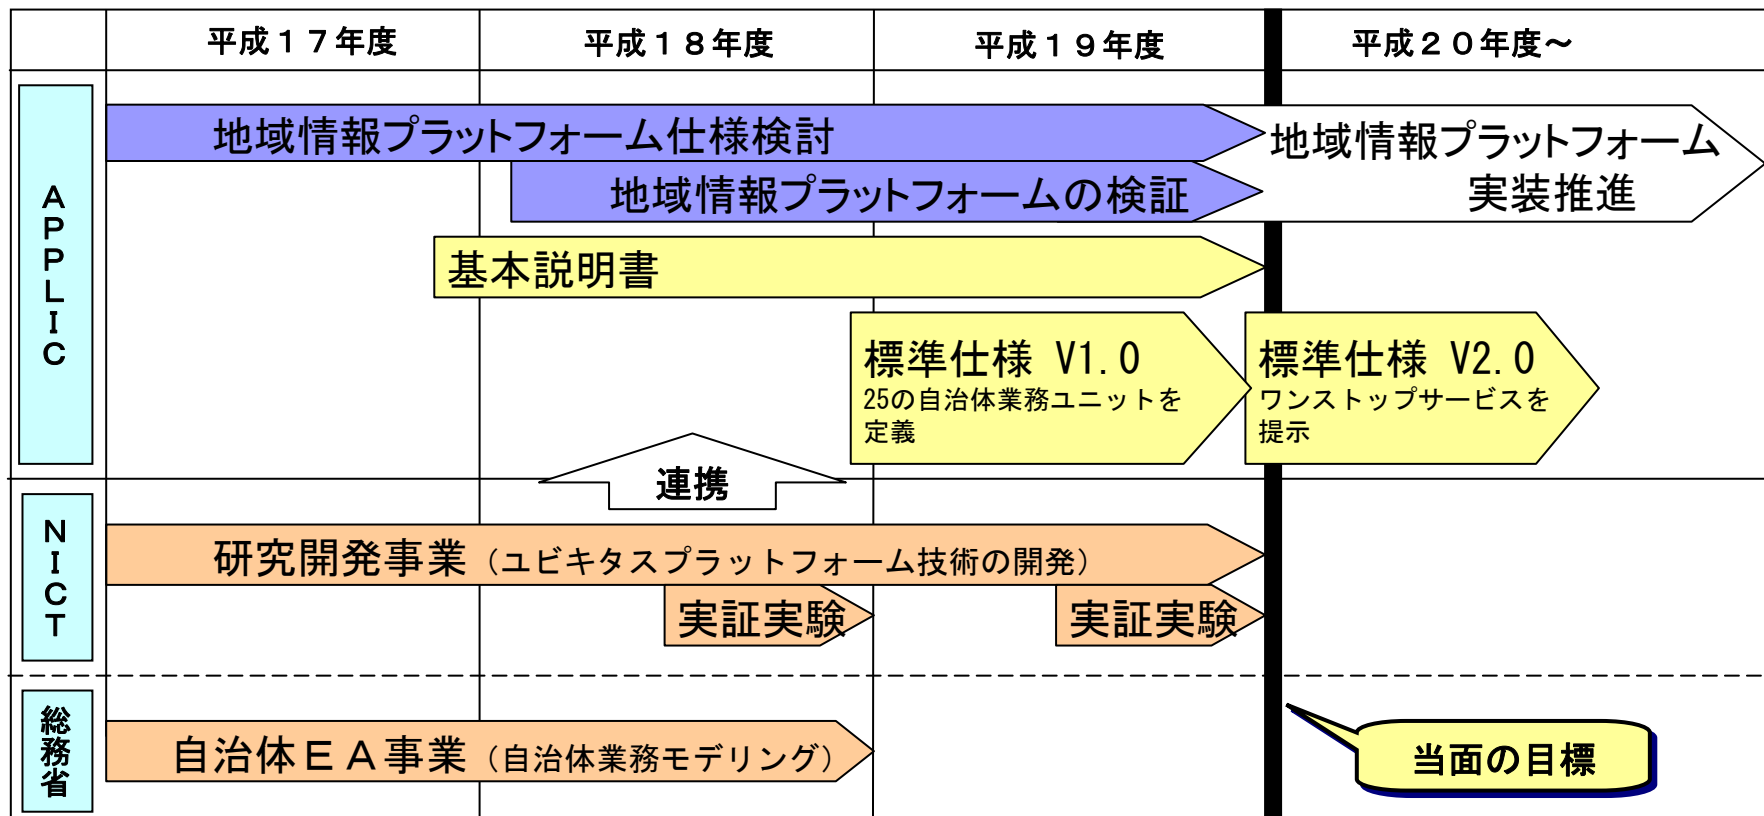 平成１７年度
平成１８年度
平成１９年度
平成２０年度～
ＡＰＰＬＩＣ
地域情報プラットフォーム仕様検討
地域情報プラットフォームの検証
地域情報プラットフォーム
実装推進
基本説明書
標準仕様 V1.0
25の自治体業務ユニットを
定義
標準仕様 V2.0
ワンストップサービスを
提示
連携
ＮＩＣＴ
研究開発事業（ユビキタスプラットフォーム技術の開発）
実証実験
実証実験
総務省
自治体ＥＡ事業（自治体業務モデリング）
当面の目標